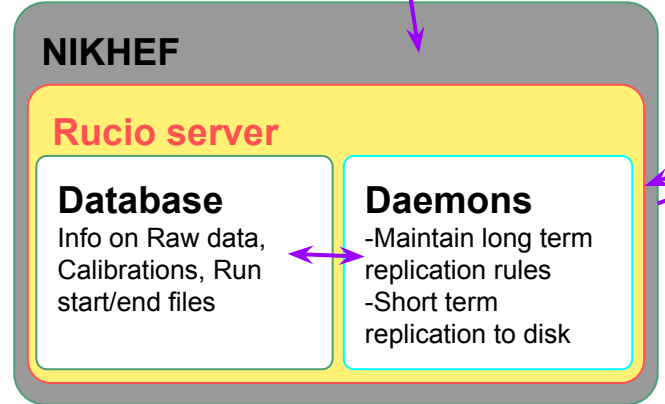 NIKHEF
Rucio server
Database
Info on Raw data,
Calibrations, Run
start/end files
Daemons
-Maintain long term
replication rules
-Short term
replication to disk